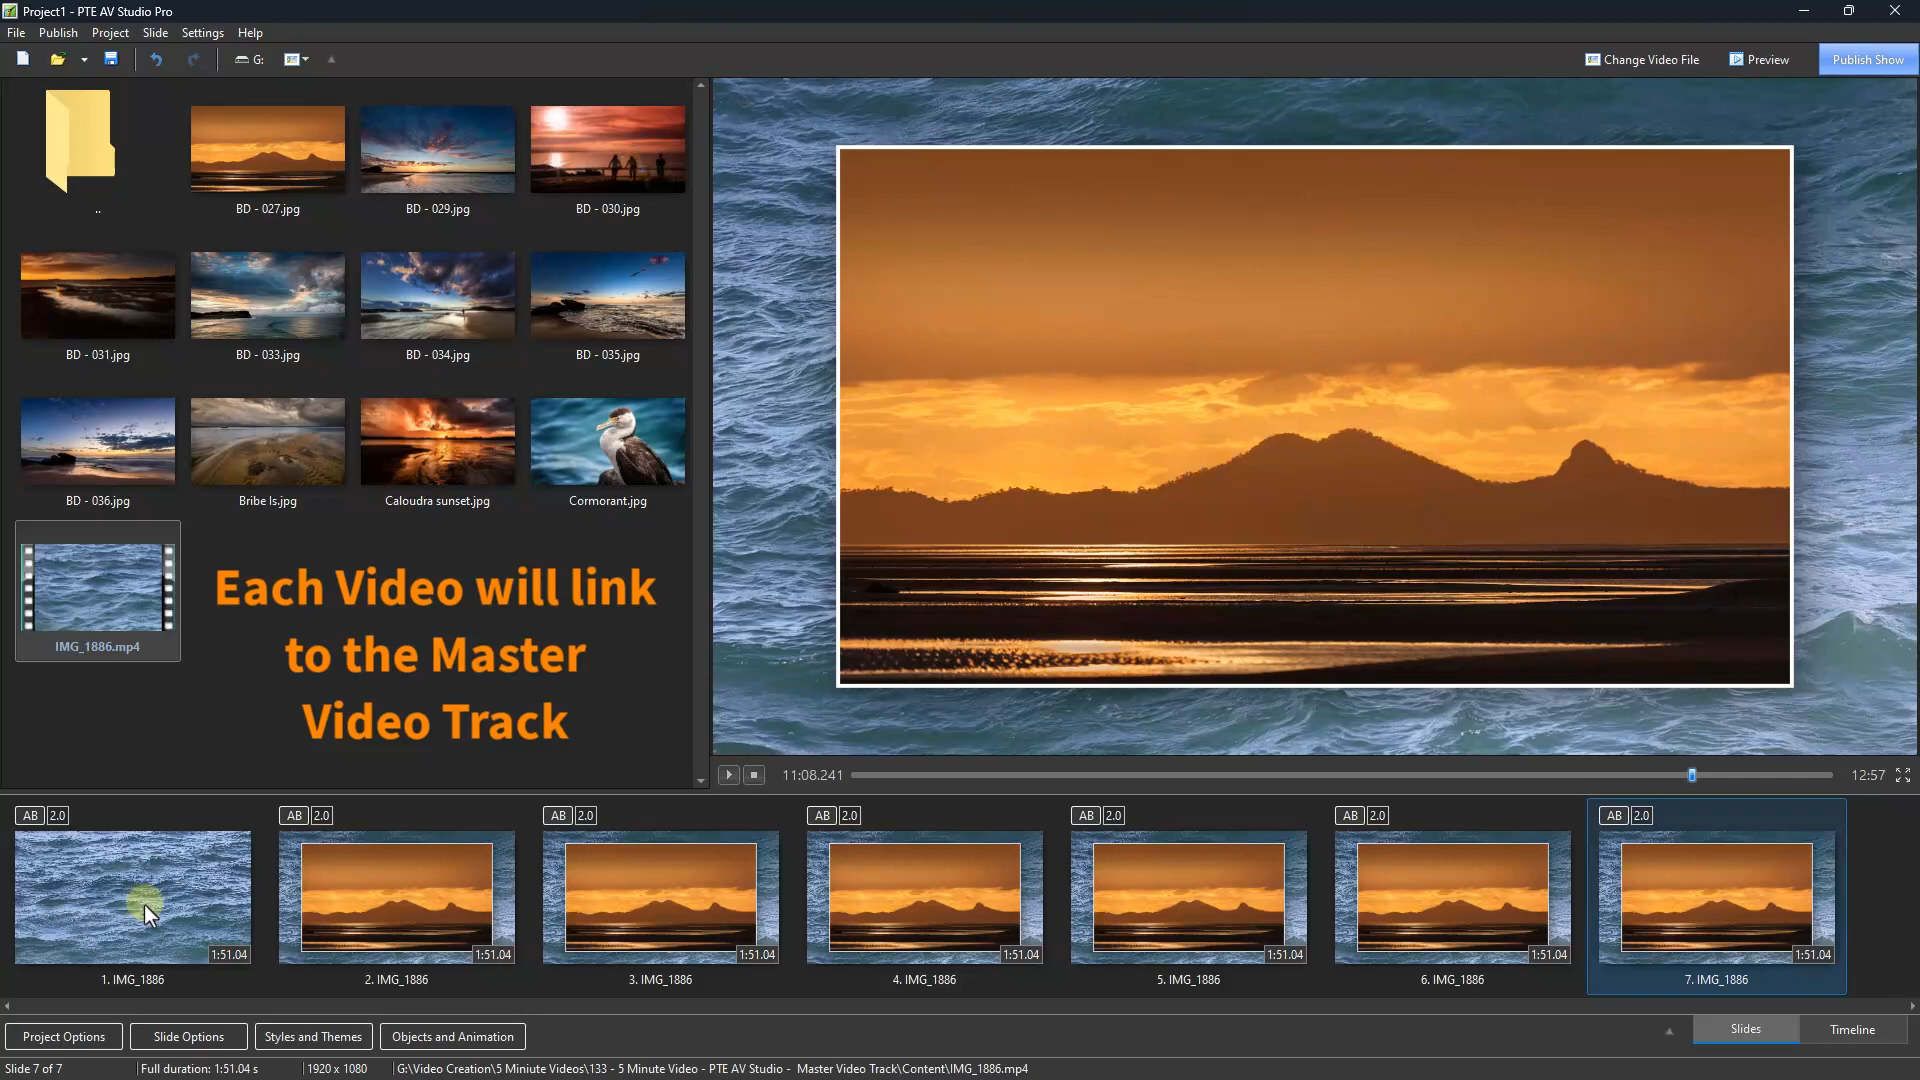 Project1 - PTE AV Studio Pro
File Publish Project Slide Settings Help
G:
Change Video File
Preview
Publish Show
..
BD - 027.jpg
BD - 029.jpg
BD - 030.jpg
BD - 031.jpg
BD - 033.jpg
BD - 034.jpg
BD - 035.jpg
BD - 036.jpg
Bribe Is.jpg
Caloudra sunset.jpg
Cormorant.jpg
IMG_1886.mp4
Each Video will link
to the Master
Video Track
11:08.241
12:57
AB 2.0
AB 2.0
AB 2.0
AB 2.0
AB 2.0
AB 2.0
AB 2.0
1:51.04
1:51.04
1:51.04
1:51.04
1:51.04
1:51.04
1:51.04
1. IMG_1886
2. IMG_1886
3. IMG_1886
4. IMG_1886
5. IMG_1886
6. IMG_1886
7. IMG_1886
Project Options
Slide Options
Styles and Themes
Objects and Animation
Slides
Timeline
Slide 7 of 7
Full duration: 1:51.04 s
1920 x 1080
G:\Video Creation\5 Miniute Videos\133 - 5 Minute Video - PTE AV Studio - Master Video Track\Content\IMG_1886.mp4